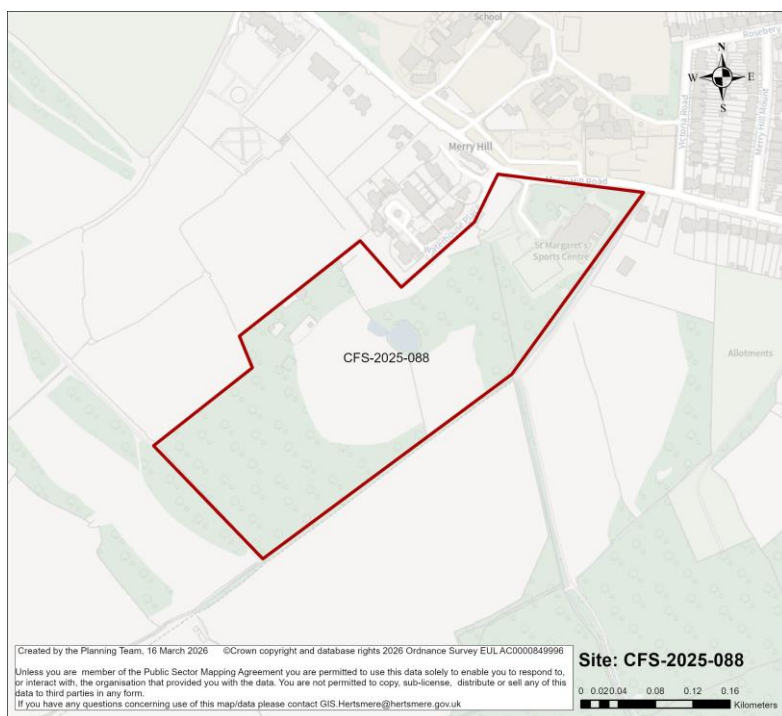 School
Rosebery
N
W E
S
Victoria Road
Merry Hill Mount
Merry Hill
Merry Hill Road
St Margaret's
Sports Centre
Allotments
CFS-2025-088
Created by the Planning Team, 16 March 2026 ©Crown copyright and database rights 2026 Ordnance Survey EUL AC0000849996
Unless you are member of the Public Sector Mapping Agreement you are permitted to use this data solely to enable you to respond to,
or interact with, the organisation that provided you with the data. You are not permitted to copy, sub-license, distribute or sell any of this
data to third parties in any form.
If you have any questions concerning use of this map/data please contact GIS.Hertsmere@hertsmere.gov.uk
Site: CFS-2025-088
0 0.020.04 0.08 0.12 0.16
Kilometers